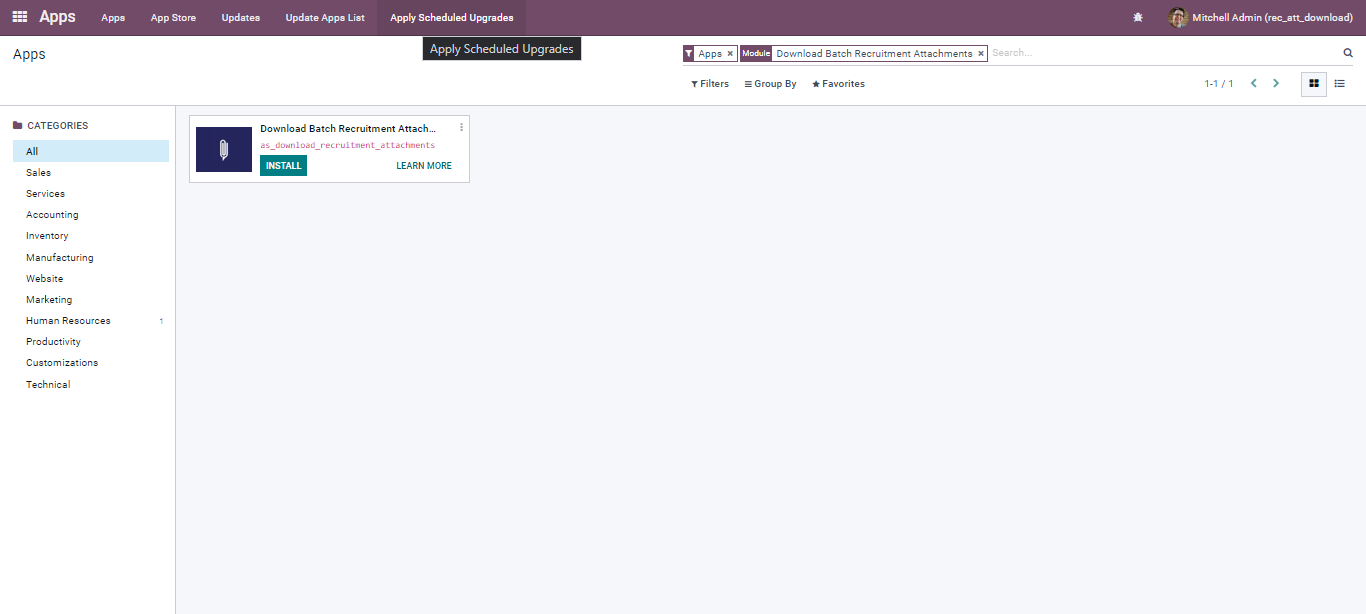 Apps Apps App Store Updates Update Apps List Apply Scheduled Upgrades Mitchell Admin (rec_att_download)
Apply Scheduled Upgrades
Apps
Apps × Module Download Batch Recruitment Attachments × Search...
Filters Group By Favorites 1-1 / 1
CATEGORIES
All
Sales
Services
Accounting
Inventory
Manufacturing
Website
Marketing
Human Resources 1
Productivity
Customizations
Technical
Download Batch Recruitment Attach...
as_download_recruitment_attachments
INSTALL LEARN MORE